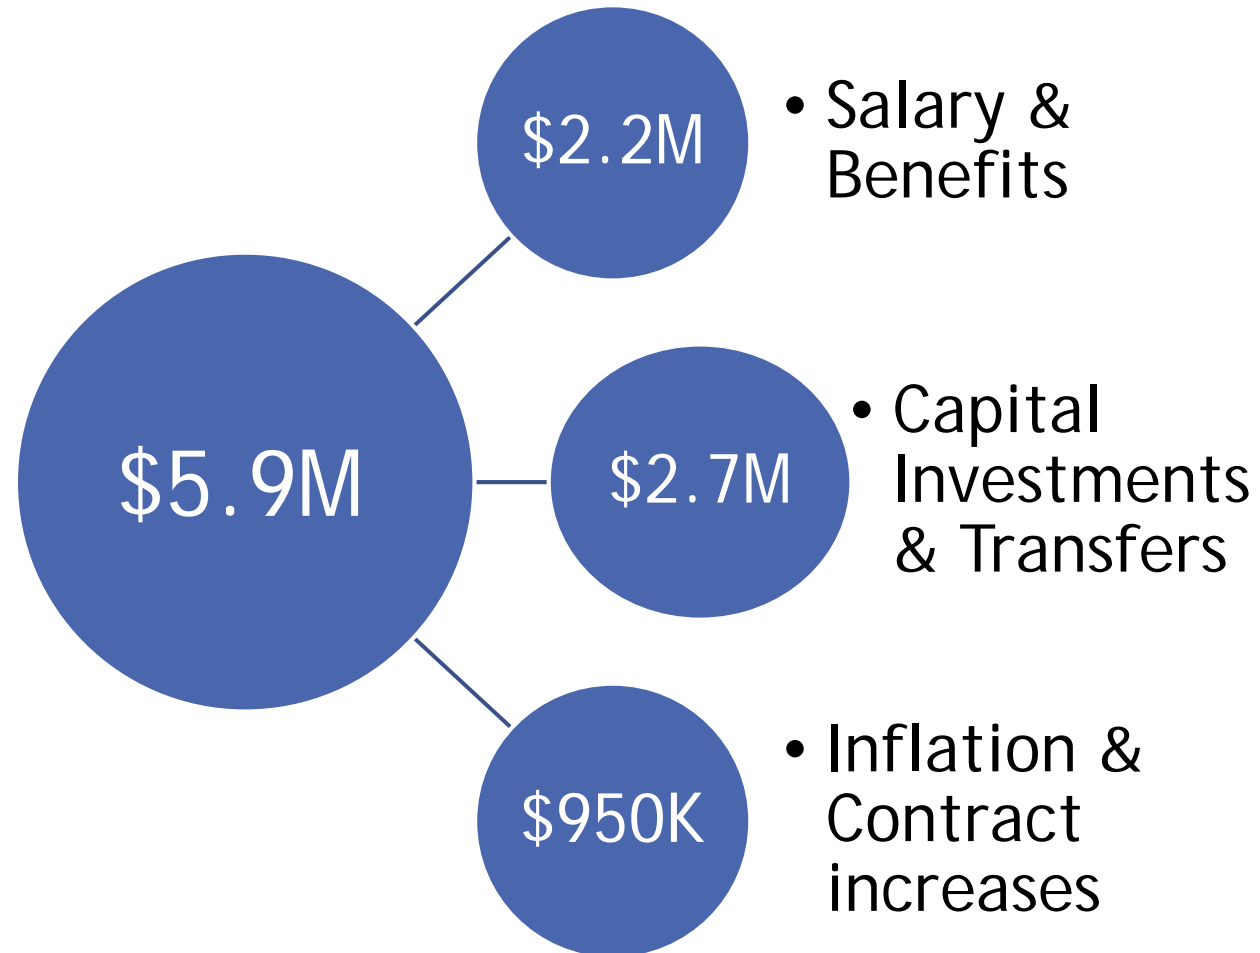 $5.9M
$2.2M
• Salary &
Benefits
$2.7M
• Capital
Investments
& Transfers
$950K
• Inflation &
Contract
increases